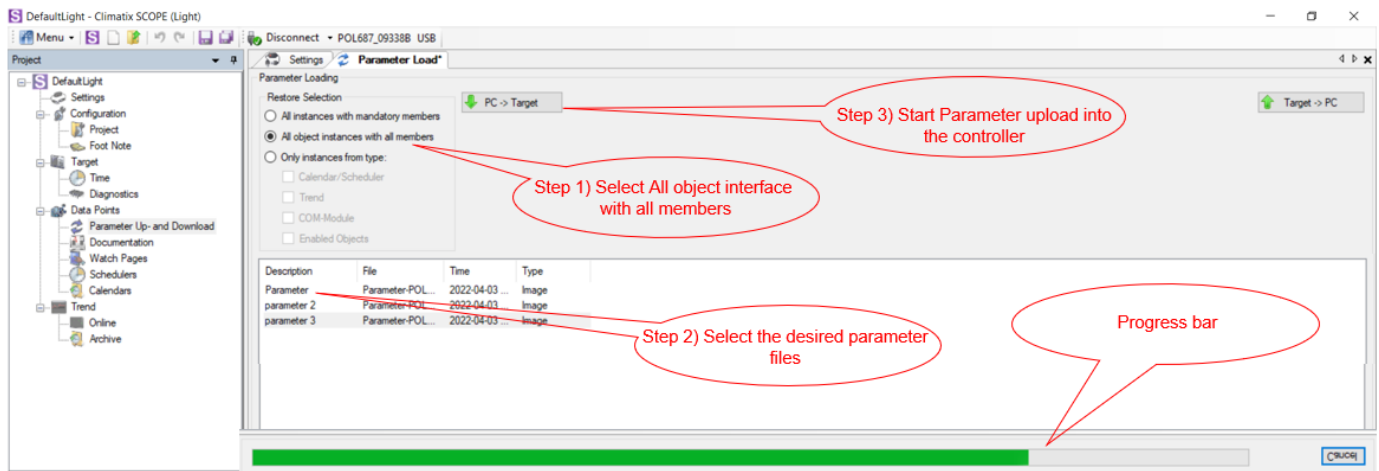 DefaultLight - Climatix SCOPE (Light)
Menu
Disconnect
POL687_09338B USB
Project
Settings
Parameter Load*
DefaultLight
Settings
Configuration
Project
Foot Note
Target
Time
Diagnostics
Data Points
Parameter Up- and Download
Documentation
Watch Pages
Schedulers
Calendars
Trend
Online
Archive
Parameter Loading
Restore Selection
All instances with mandatory members
All object instances with all members
Only instances from type:
Calendar/Scheduler
Trend
COM-Module
Enabled Objects
PC -> Target
Target -> PC
Step 3) Start Parameter upload into
the controller
Step 1) Select All object interface
with all members
Description File Time Type
Parameter Parameter-POL... 2022-04-03 ... Image
parameter 2 Parameter-POL... 2022-04-03 ... Image
parameter 3 Parameter-POL... 2022-04-03 ... Image
Step 2) Select the desired parameter
files
Progress bar
Cancel